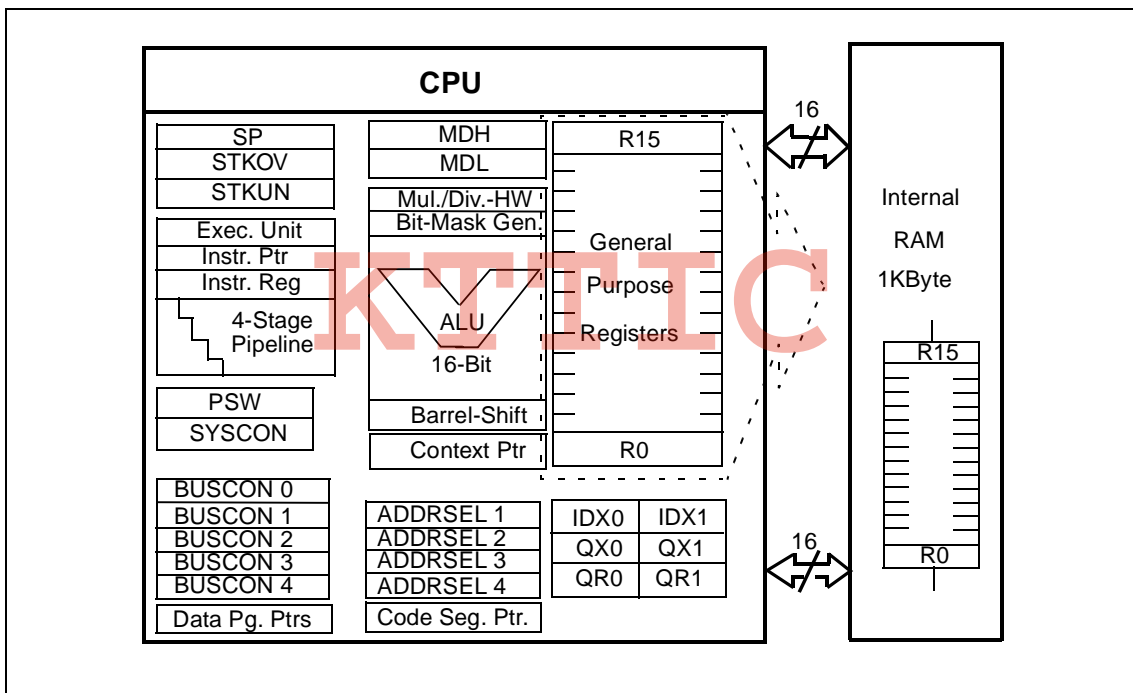 CPU
SP
STKOV
STKUN
Exec. Unit
Instr. Ptr
Instr. Reg
4-Stage
Pipeline
PSW
SYSCON
BUSCON 0
BUSCON 1
BUSCON 2
BUSCON 3
BUSCON 4
Data Pg. Ptrs
MDH
MDL
Mul./Div.-HW
Bit-Mask Gen.
ALU
16-Bit
Barrel-Shift
Context Ptr
ADDRSEL 1
ADDRSEL 2
ADDRSEL 3
ADDRSEL 4
Code Seg. Ptr.
R15
General
Purpose
Registers
R0
IDX0 IDX1
QX0 QX1
QR0 QR1
16
16
Internal
RAM
1KByte
R15
R0
KTTIC